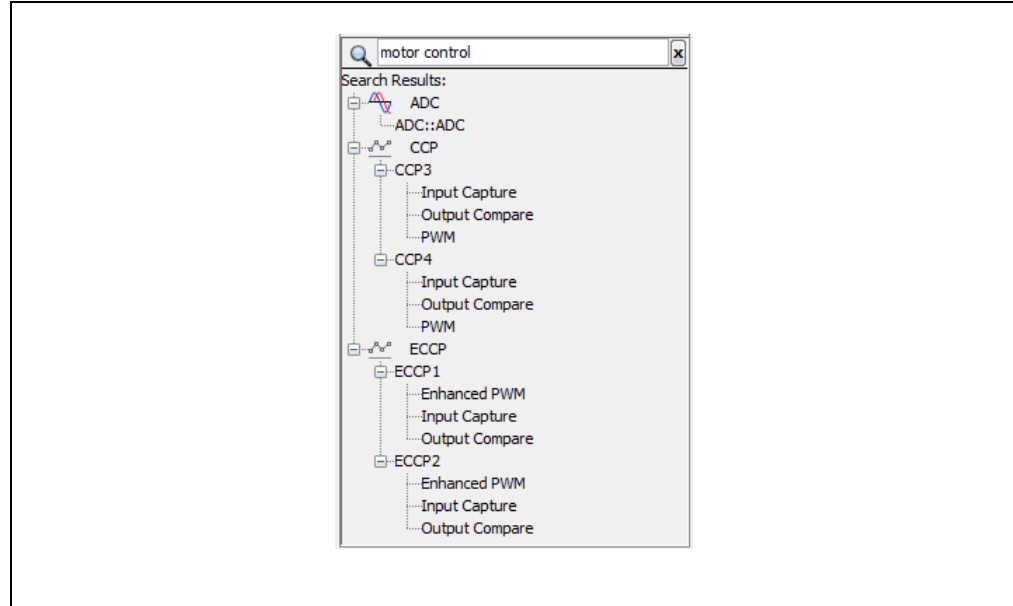 motor control
Search Results:
ADC
ADC::ADC
CCP
CCP3
Input Capture
Output Compare
PWM
CCP4
Input Capture
Output Compare
PWM
ECCP
ECCP1
Enhanced PWM
Input Capture
Output Compare
ECCP2
Enhanced PWM
Input Capture
Output Compare